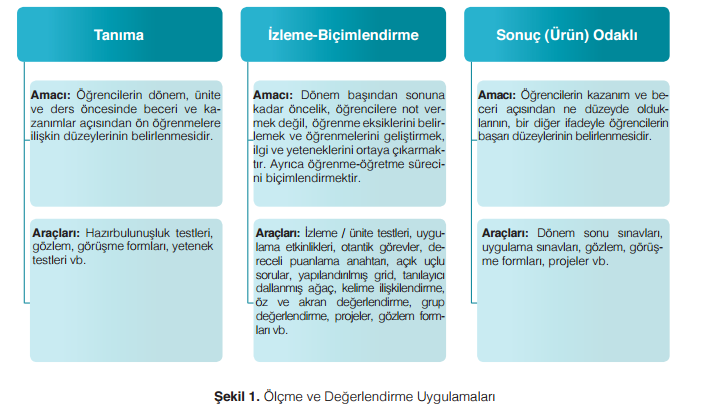 Tanıma
Amacı: Öğrencilerin dönem, ünite
ve ders öncesinde beceri ve ka-
zanımlar açısından ön öğrenmelere
ilişkin düzeylerinin belirlenmesidir.
Araçları: Hazırbulunuşluk testleri,
gözlem, görüşme formları, yetenek
testleri vb.
İzleme-Biçimlendirme
Amacı: Dönem başından sonuna
kadar öncelik, öğrencilere not ver-
mek değil, öğrenme eksiklerini belir-
lemek ve öğrenmelerini geliştirmek,
ilgi ve yeteneklerini ortaya çıkarmak-
tır. Ayrıca öğrenme-öğretme süreci-
ni biçimlendirmektir.
Araçları: İzleme / ünite testleri, uygu-
lama etkinlikleri, otantik görevler, de-
receli puanlama anahtarı, açık uçlu
sorular, yapılandırılmış grid, tanılayıcı
dallanmış ağaç, kelime ilişkilendirme,
öz ve akran değerlendirme, grup
değerlendirme, projeler, gözlem form-
ları vb.
Sonuç (Ürün) Odaklı
Amacı: Öğrencilerin kazanım ve be-
ceri açısından ne düzeyde olduk-
larının, bir diğer ifadeyle öğrencilerin
başarı düzeylerinin belirlenmesidir.
Araçları: Dönem sonu sınavları,
uygulama sınavları, gözlem, görüş-
me formları, projeler vb.
Şekil 1. Ölçme ve Değerlendirme Uygulamaları